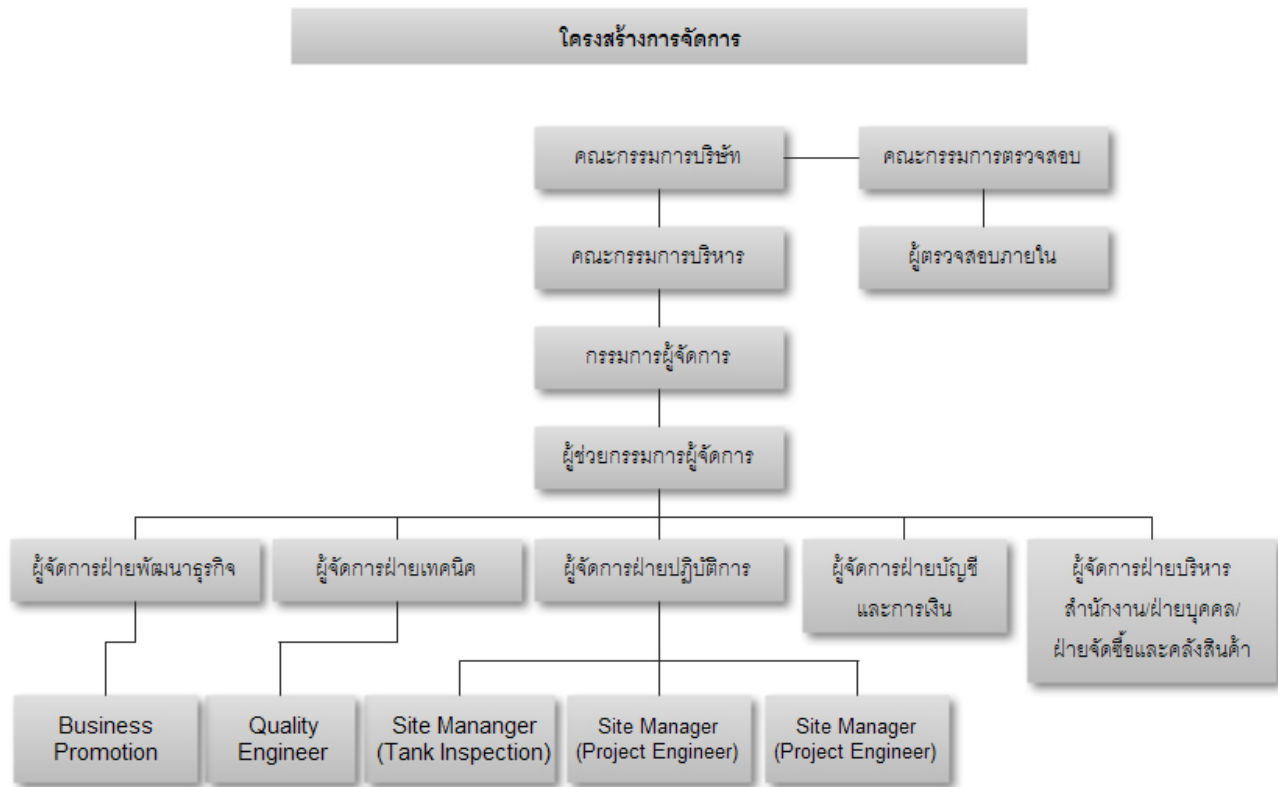 โครงสร้างการจัดการ
คณะกรรมการบริษัท
คณะกรรมการตรวจสอบ
คณะกรรมการบริหาร
ผู้ตรวจสอบภายใน
กรรมการผู้จัดการ
ผู้ช่วยกรรมการผู้จัดการ
ผู้จัดการฝ่ายพัฒนาธุรกิจ
ผู้จัดการฝ่ายเทคนิค
ผู้จัดการฝ่ายปฏิบัติการ
ผู้จัดการฝ่ายบัญชี
และการเงิน
ผู้จัดการฝ่ายบริหาร
สำนักงาน/ฝ่ายบุคคล/
ฝ่ายจัดซื้อและคลังสินค้า
Business
Promotion
Quality
Engineer
Site Mananger
(Tank Inspection)
Site Manager
(Project Engineer)
Site Manager
(Project Engineer)